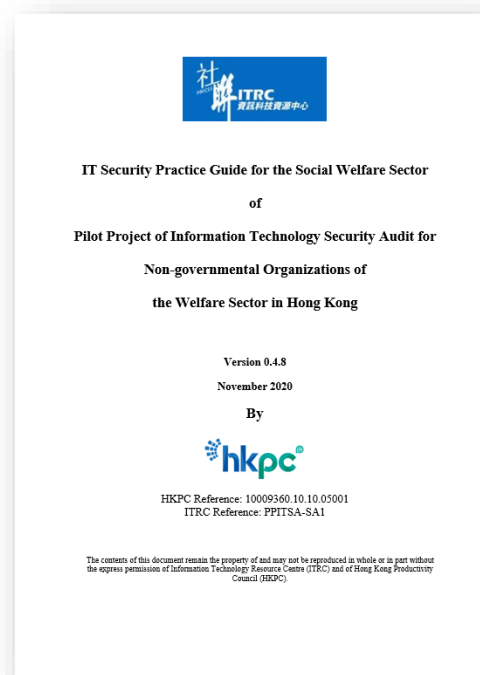 社
HKCSS
聯 ITRC
資訊科技資源中心
IT Security Practice Guide for the Social Welfare Sector
of
Pilot Project of Information Technology Security Audit for
Non-governmental Organizations of
the Welfare Sector in Hong Kong
Version 0.4.8
November 2020
By
hkpc®
HKPC Reference: 10009360.10.10.05001
ITRC Reference: PPITSA-SA1
The contents of this document remain the property of and may not be reproduced in whole or in part without
the express permission of Information Technology Resource Centre (ITRC) and of Hong Kong Productivity
Council (HKPC).